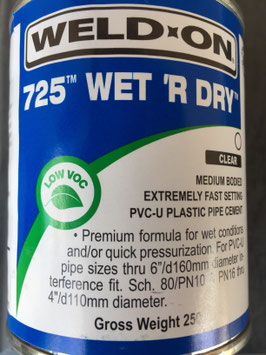 WELD-ON
725™ WET 'R DRY™
CLEAR
LOW VOC
MEDIUM BODIED
EXTREMELY FAST SETTING
PVC-U PLASTIC PIPE CEMENT
• Premium formula for wet conditions
and/or quick pressurization. For PVC-U
pipe sizes thru 6"/d160mm diameter in-
terference fit. Sch. 80/PN10 - PN16 thru
4"/d110mm diameter.
Gross Weight